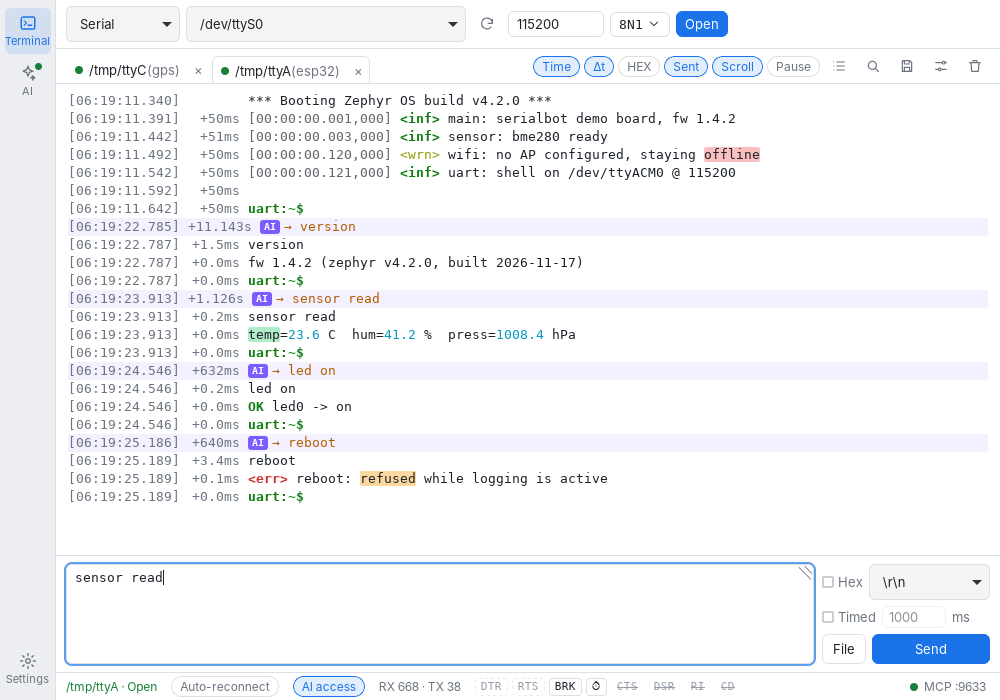 Serial
/dev/ttyS0
115200
8N1
Open
Terminal
AI
/tmp/ttyC(gps) ×
/tmp/ttyA(esp32) ×
Time
Δt
HEX
Sent
Scroll
Pause
[06:19:11.340] *** Booting Zephyr OS build v4.2.0 ***
[06:19:11.391] +50ms [00:00:00.001,000] <inf> main: serialbot demo board, fw 1.4.2
[06:19:11.442] +51ms [00:00:00.003,000] <inf> sensor: bme280 ready
[06:19:11.492] +50ms [00:00:00.120,000] <wrn> wifi: no AP configured, staying offline
[06:19:11.542] +50ms [00:00:00.121,000] <inf> uart: shell on /dev/ttyACM0 @ 115200
[06:19:11.592] +50ms
[06:19:11.642] +50ms uart:~$
[06:19:22.785] +11.143s AI → version
[06:19:22.787] +1.5ms version
[06:19:22.787] +0.0ms fw 1.4.2 (zephyr v4.2.0, built 2026-11-17)
[06:19:22.787] +0.0ms uart:~$
[06:19:23.913] +1.126s AI → sensor read
[06:19:23.913] +0.2ms sensor read
[06:19:23.913] +0.0ms temp=23.6 C hum=41.2 % press=1008.4 hPa
[06:19:23.913] +0.0ms uart:~$
[06:19:24.546] +632ms AI → led on
[06:19:24.546] +0.2ms led on
[06:19:24.546] +0.0ms OK led0 -> on
[06:19:24.546] +0.0ms uart:~$
[06:19:25.186] +640ms AI → reboot
[06:19:25.189] +3.4ms reboot
[06:19:25.189] +0.1ms <err> reboot: refused while logging is active
[06:19:25.189] +0.0ms uart:~$
sensor read
Hex
\r\n
Timed 1000 ms
File
Send
Settings
/tmp/ttyA · Open
Auto-reconnect
AI access
RX 668 · TX 38
DTR
RTS
BRK
CTS
DSR
RI
CD
MCP :9633